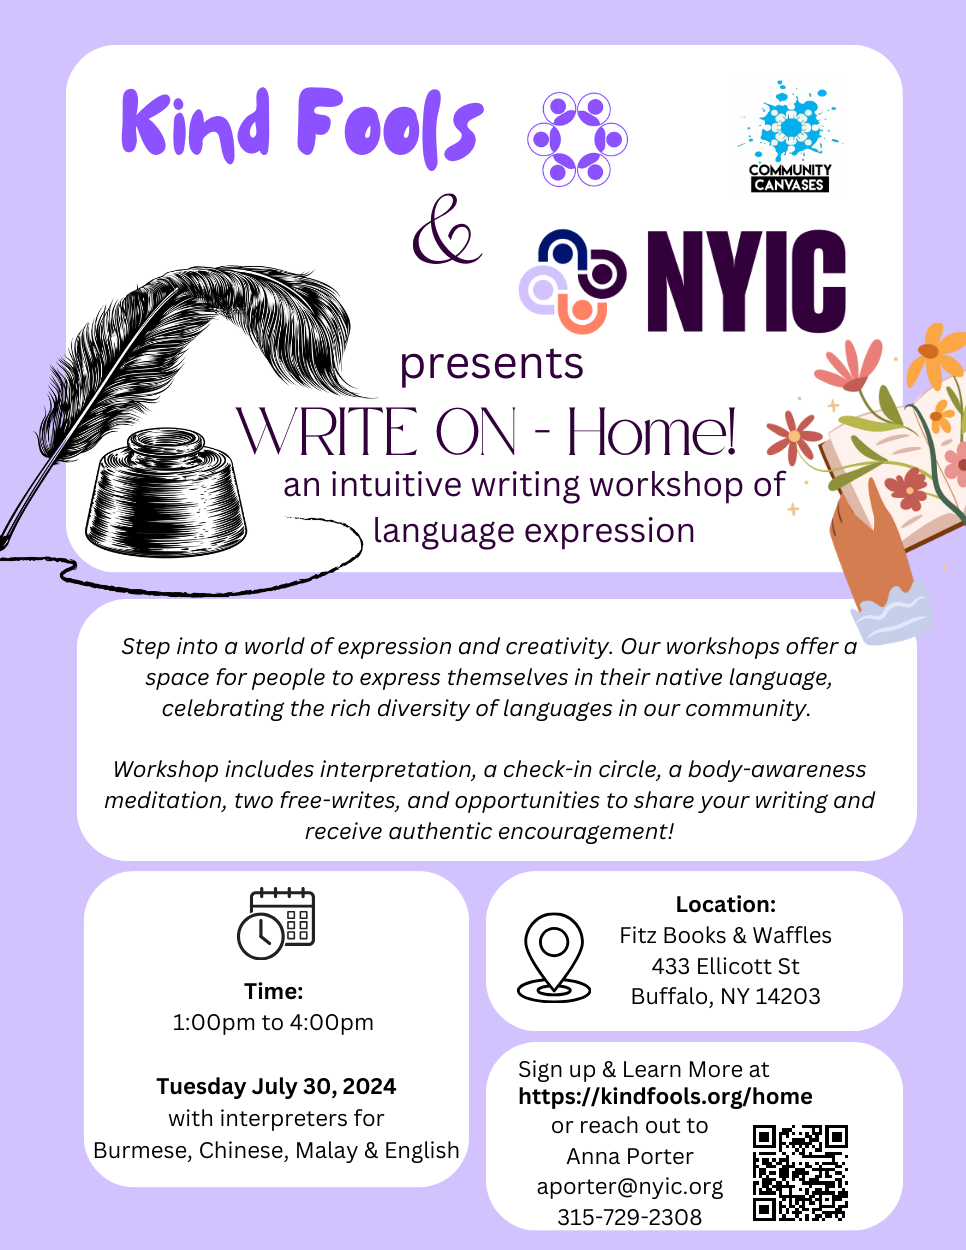 Kind Fools
COMMUNITY
CANVASES
&
NYIC
presents
WRITE ON - Home!
an intuitive writing workshop of
language expression
Step into a world of expression and creativity. Our workshops offer a
space for people to express themselves in their native language,
celebrating the rich diversity of languages in our community.
Workshop includes interpretation, a check-in circle, a body-awareness
meditation, two free-writes, and opportunities to share your writing and
receive authentic encouragement!
Time:
1:00pm to 4:00pm
Tuesday July 30, 2024
with interpreters for
Burmese, Chinese, Malay & English
Location:
Fitz Books & Waffles
433 Ellicott St
Buffalo, NY 14203
Sign up & Learn More at
https://kindfools.org/home
or reach out to
Anna Porter
aporter@nyic.org
315-729-2308